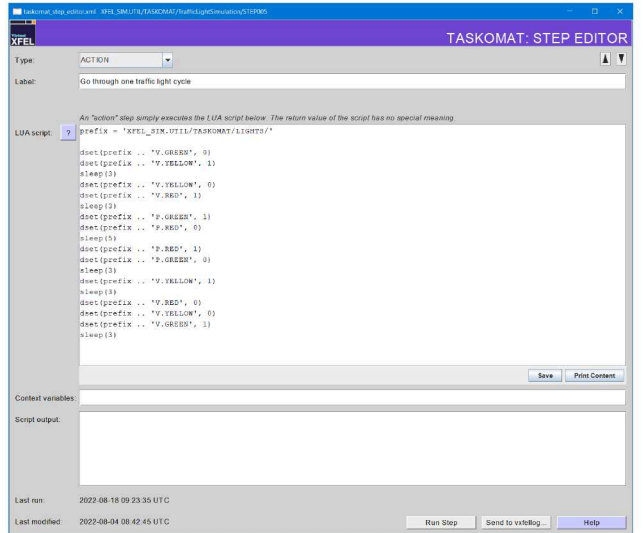 taskomat_step_editor.xml XFEL_SIM.UTIL/TASKOMAT/TrafficLightSimulation/STEP005
Virtual
XFEL
TASKOMAT: STEP EDITOR
Type: ACTION
Label: Go through one traffic light cycle
An "action" step simply executes the LUA script below. The return value of the script has no special meaning.
LUA script: ? prefix = 'XFEL_SIM.UTIL/TASKOMAT/LIGHTS/'
dset(prefix .. 'V.GREEN', 0)
dset(prefix .. 'V.YELLOW', 1)
sleep(3)
dset(prefix .. 'V.YELLOW', 0)
dset(prefix .. 'V.RED', 1)
sleep(3)
dset(prefix .. 'P.GREEN', 1)
dset(prefix .. 'P.RED', 0)
sleep(5)
dset(prefix .. 'P.RED', 1)
dset(prefix .. 'P.GREEN', 0)
sleep(3)
dset(prefix .. 'V.YELLOW', 1)
sleep(3)
dset(prefix .. 'V.RED', 0)
dset(prefix .. 'V.YELLOW', 0)
dset(prefix .. 'V.GREEN', 1)
sleep(3)
Save Print Content
Context variables:
Script output:
Last run: 2022-08-18 09:23:35 UTC
Last modified: 2022-08-04 08:42:45 UTC
Run Step Send to vxfellog... Help